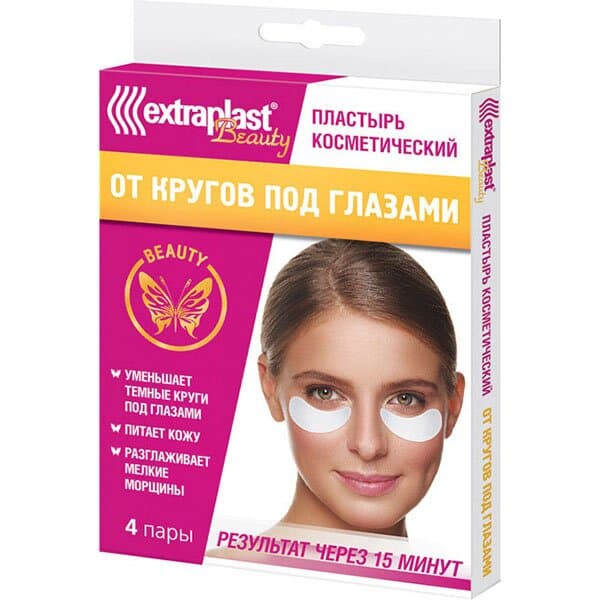 extraplast®
Beauty
ПЛАСТЫРЬ
КОСМЕТИЧЕСКИЙ
ОТ КРУГОВ ПОД ГЛАЗАМИ
BEAUTY
УМЕНЬШАЕТ
ТЕМНЫЕ КРУГИ
ПОД ГЛАЗАМИ
ПИТАЕТ КОЖУ
РАЗГЛАЖИВАЕТ
МЕЛКИЕ
МОРЩИНЫ
4 пары
РЕЗУЛЬТАТ ЧЕРЕЗ 15 МИНУТ
extraplast®
Beauty
ПЛАСТЫРЬ КОСМЕТИЧЕСКИЙ
ОТ КРУГОВ ПОД ГЛАЗАМИ